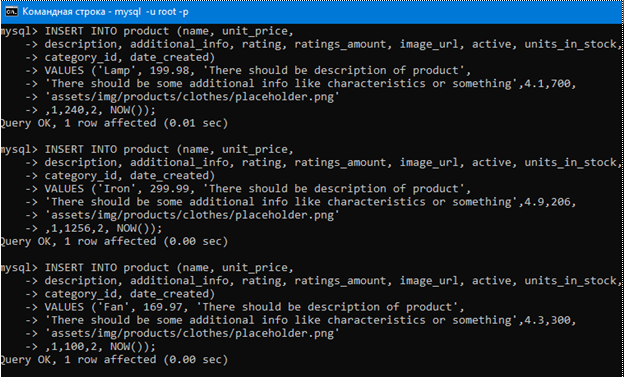 Командная строка - mysql -u root -p
mysql> INSERT INTO product (name, unit_price,
-> description, additional_info, rating, ratings_amount, image_url, active, units_in_stock,
-> category_id, date_created)
-> VALUES ('Lamp', 199.98, 'There should be description of product',
-> 'There should be some additional info like characteristics or something',4.1,700,
-> 'assets/img/products/clothes/placeholder.png'
-> ,1,240,2, NOW());
Query OK, 1 row affected (0.01 sec)
mysql> INSERT INTO product (name, unit_price,
-> description, additional_info, rating, ratings_amount, image_url, active, units_in_stock,
-> category_id, date_created)
-> VALUES ('Iron', 299.99, 'There should be description of product',
-> 'There should be some additional info like characteristics or something',4.9,206,
-> 'assets/img/products/clothes/placeholder.png'
-> ,1,1256,2, NOW());
Query OK, 1 row affected (0.00 sec)
mysql> INSERT INTO product (name, unit_price,
-> description, additional_info, rating, ratings_amount, image_url, active, units_in_stock,
-> category_id, date_created)
-> VALUES ('Fan', 169.97, 'There should be description of product',
-> 'There should be some additional info like characteristics or something',4.3,300,
-> 'assets/img/products/clothes/placeholder.png'
-> ,1,100,2, NOW());
Query OK, 1 row affected (0.00 sec)